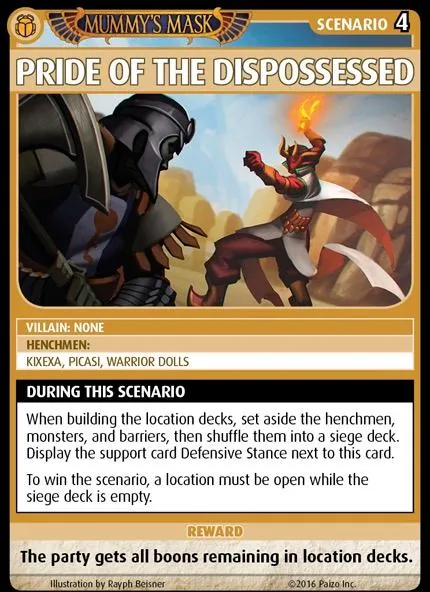 MUMMY'S MASK
SCENARIO 4
PRIDE OF THE DISPOSSESSED
VILLAIN: NONE
HENCHMEN:
KIXEXA, PICASI, WARRIOR DOLLS
DURING THIS SCENARIO
When building the location decks, set aside the henchmen,
monsters, and barriers, then shuffle them into a siege deck.
Display the support card Defensive Stance next to this card.
To win the scenario, a location must be open while the
siege deck is empty.
REWARD
The party gets all boons remaining in location decks.
Illustration by Rayph Beisner ©2016 Paizo Inc.